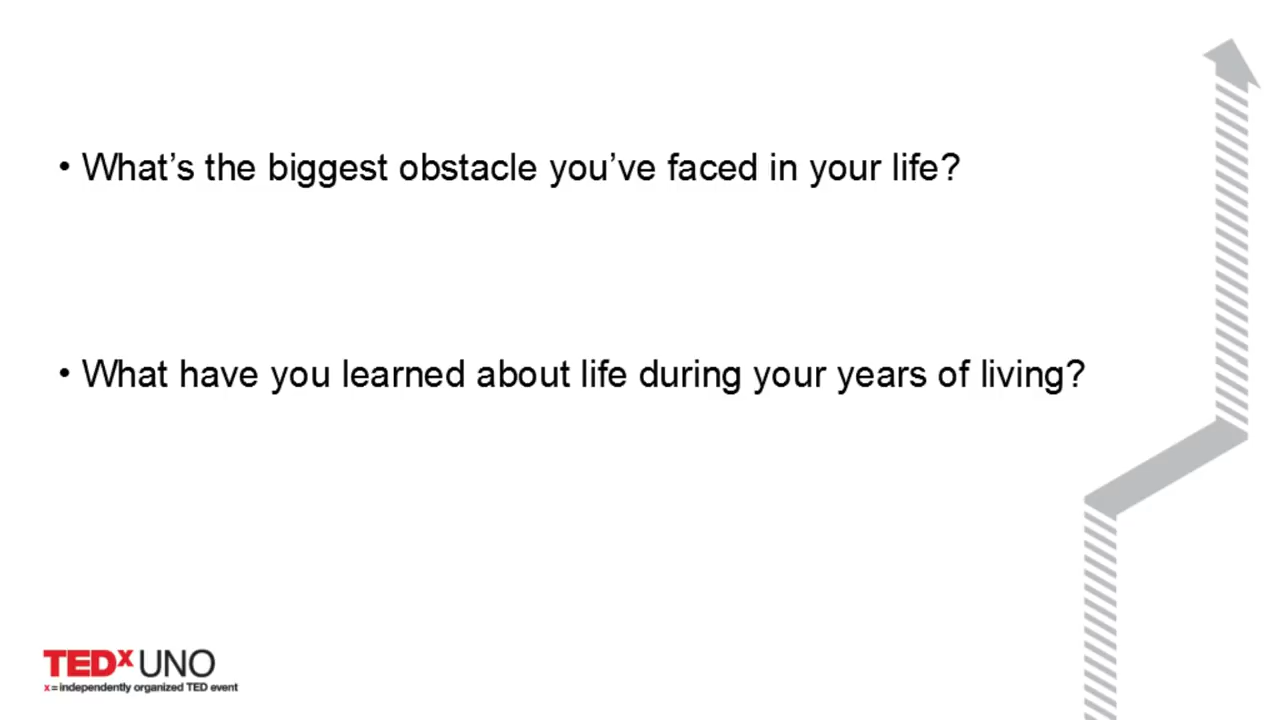 • What’s the biggest obstacle you’ve faced in your life?
• What have you learned about life during your years of living?
TEDx UNO
x = independently organized TED event